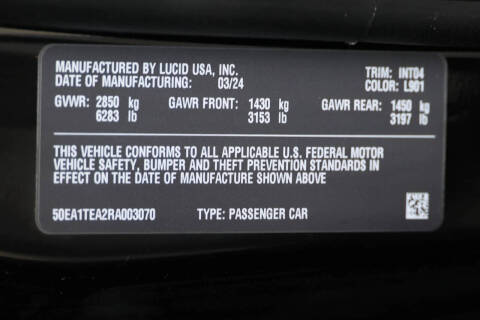 MANUFACTURED BY LUCID USA, INC. TRIM: INT04
DATE OF MANUFACTURING: 03/24 COLOR: L901
GVWR: 2850 kg GAWR FRONT: 1430 kg GAWR REAR: 1450 kg
6283 lb 3153 lb 3197 lb
THIS VEHICLE CONFORMS TO ALL APPLICABLE U.S. FEDERAL MOTOR
VEHICLE SAFETY, BUMPER AND THEFT PREVENTION STANDARDS IN
EFFECT ON THE DATE OF MANUFACTURE SHOWN ABOVE
50EA1TEA2RA003070 TYPE: PASSENGER CAR